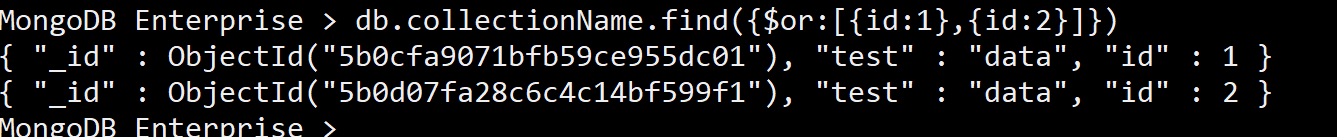 MongoDB Enterprise > db.collectionName.find({$or:[{id:1},{id:2}]})
{ "_id" : ObjectId("5b0cfa9071bfb59ce955dc01"), "test" : "data", "id" : 1 }
{ "_id" : ObjectId("5b0d07fa28c6c4c14bf599f1"), "test" : "data", "id" : 2 }
MongoDB Enterprise >